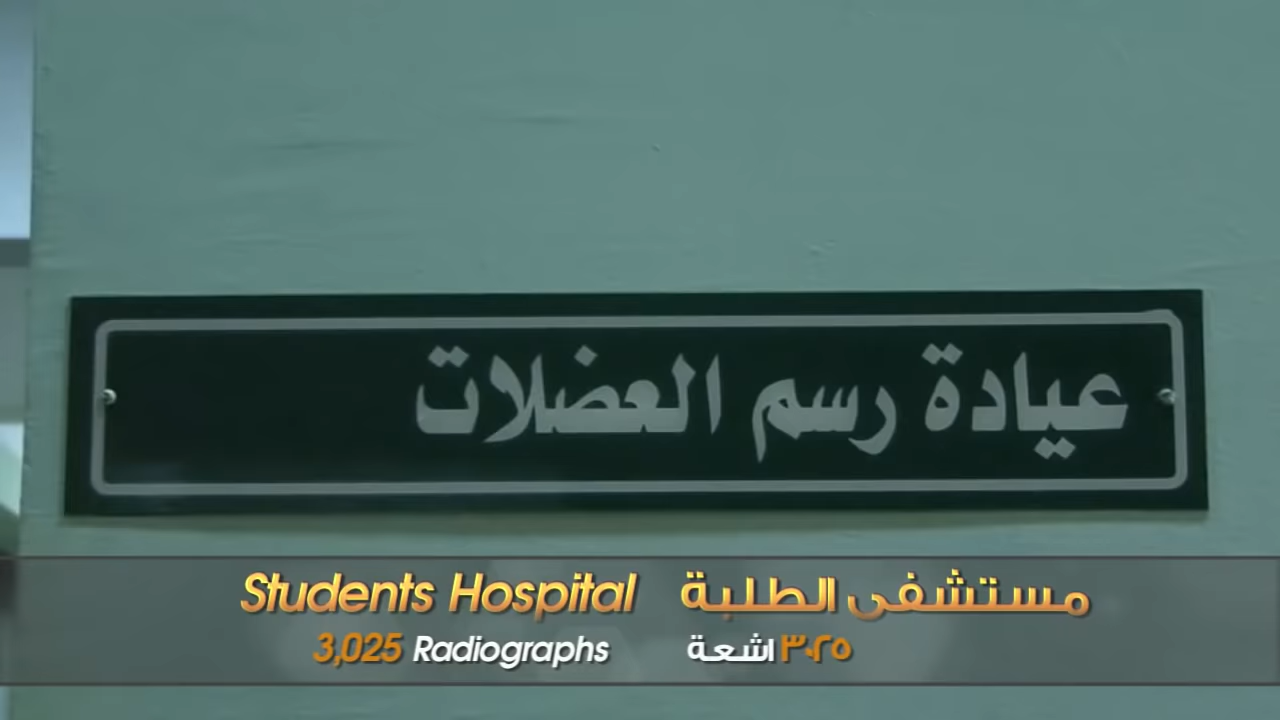 عيادة رسم العضلات
Students Hospital مستشفى الطلبة
3,025 Radiographs ٣٠٢٥ اشعة